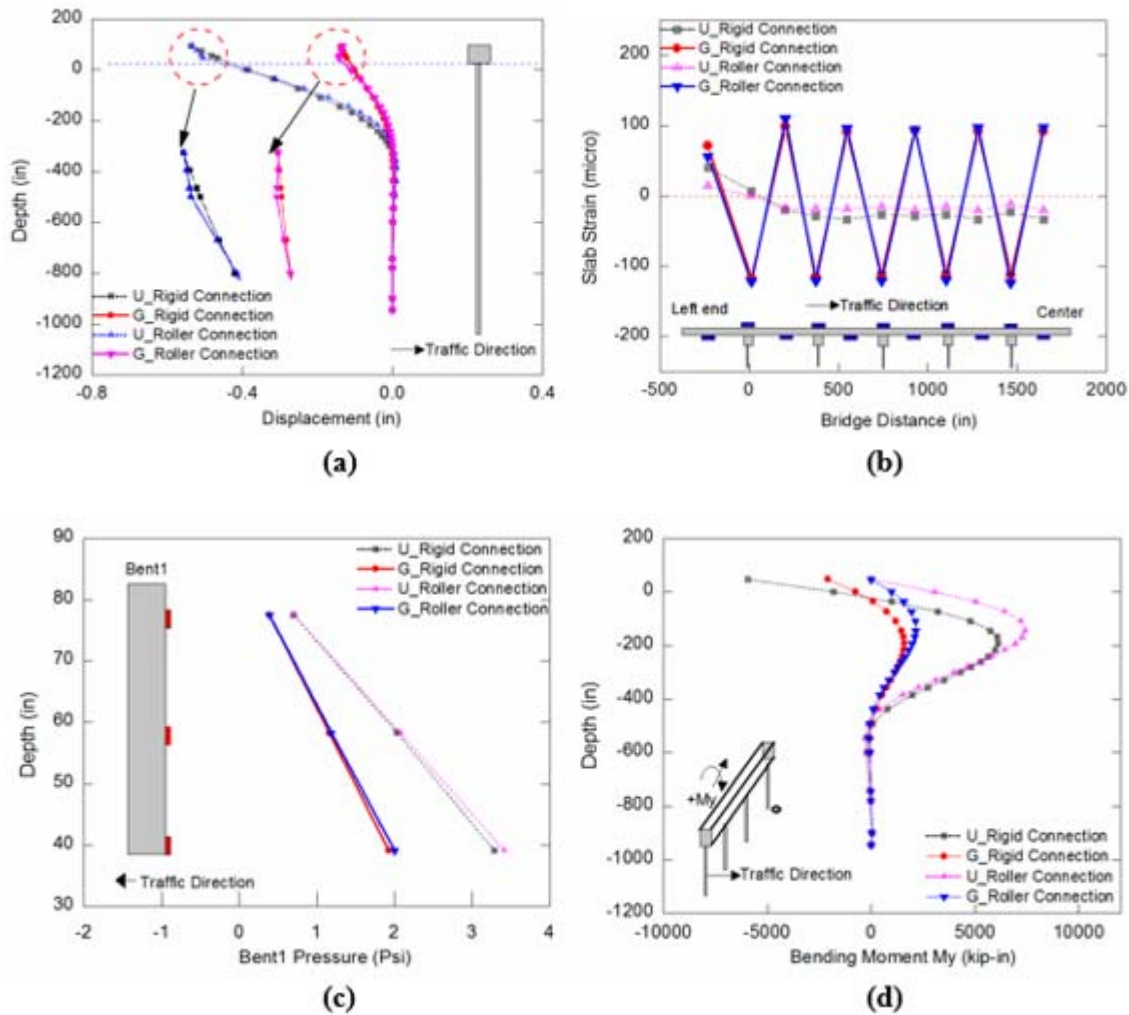 200
0
-200
-400
-600
-800
-1000
-1200
Depth (in)
U_Rigid Connection
G_Rigid Connection
U_Roller Connection
G_Roller Connection
Traffic Direction
-0.8
-0.4
0.0
0.4
Displacement (in)
(a)
U_Rigid Connection
G_Rigid Connection
U_Roller Connection
G_Roller Connection
200
100
0
-100
-200
Slab Strain (micro)
Traffic Direction
Left end
Center
-500
0
500
1000
1500
2000
Bridge Distance (in)
(b)
90
80
70
60
50
40
30
Depth (in)
Bent1
U_Rigid Connection
G_Rigid Connection
U_Roller Connection
G_Roller Connection
Traffic Direction
-2
-1
0
1
2
3
4
Bent1 Pressure (Psi)
(c)
200
0
-200
-400
-600
-800
-1000
-1200
Depth (in)
+My
Traffic Direction
U_Rigid Connection
G_Rigid Connection
U_Roller Connection
G_Roller Connection
-10000
-5000
0
5000
10000
Bending Moment My (kip-in)
(d)